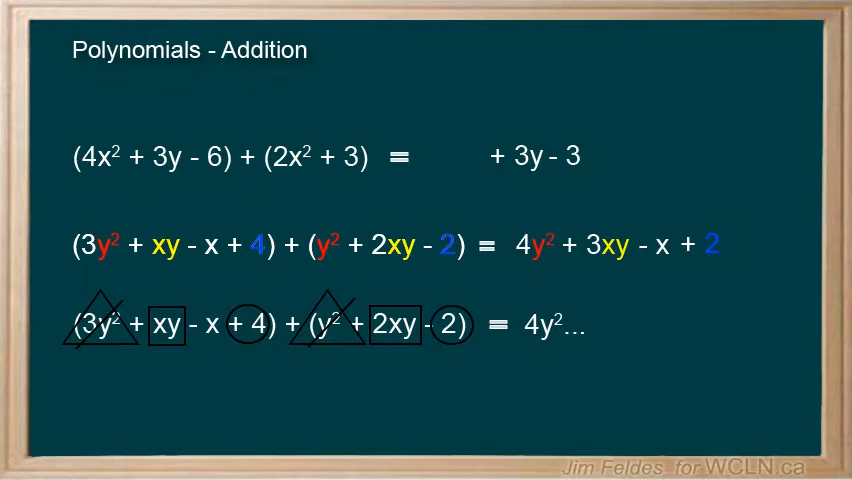 Polynomials - Addition
(4x² + 3y - 6) + (2x² + 3) = + 3y - 3
(3y² + xy - x + 4) + (y² + 2xy - 2) = 4y² + 3xy - x + 2
(3y² + xy - x + 4) + (y² + 2xy - 2) = 4y²...
Jim Feldes for WCLN.ca